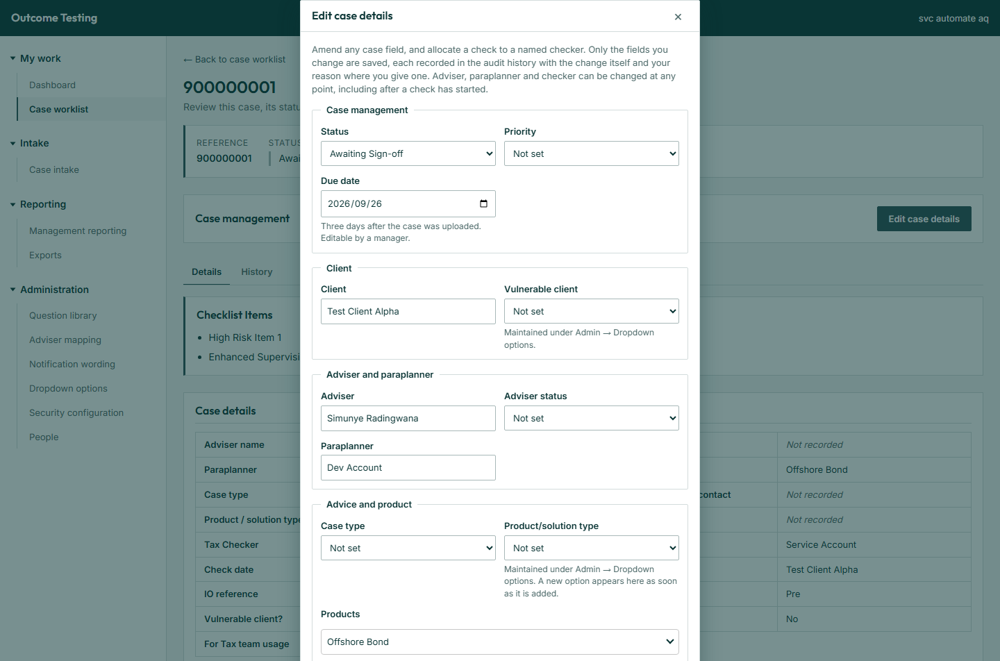 Outcome Testing
svc automate aq
My work
Dashboard
Case worklist
Intake
Case intake
Reporting
Management reporting
Exports
Administration
Question library
Adviser mapping
Notification wording
Dropdown options
Security configuration
People
← Back to case worklist
900000001
Review this case, its statu
REFERENCE
STATUS
900000001
Awai
Case management
Edit case details
Details
History
Checklist Items
High Risk Item 1
Enhanced Supervisi
Case details
Adviser name
Not recorded
Paraplanner
Offshore Bond
Case type
contact
Not recorded
Product / solution type
Not recorded
Tax Checker
Service Account
Check date
Test Client Alpha
IO reference
Pre
Vulnerable client?
No
For Tax team usage
Edit case details
×
Amend any case field, and allocate a check to a named checker. Only the fields you
change are saved, each recorded in the audit history with the change itself and your
reason where you give one. Adviser, paraplanner and checker can be changed at any
point, including after a check has started.
Case management
Status
Priority
Awaiting Sign-off
Not set
Due date
2026/09/26
Three days after the case was uploaded.
Editable by a manager.
Client
Client
Vulnerable client
Test Client Alpha
Not set
Maintained under Admin → Dropdown
options.
Adviser and paraplanner
Adviser
Adviser status
Simunye Radingwana
Not set
Paraplanner
Dev Account
Advice and product
Case type
Product/solution type
Not set
Not set
Maintained under Admin → Dropdown
options. A new option appears here as soon
as it is added.
Products
Offshore Bond